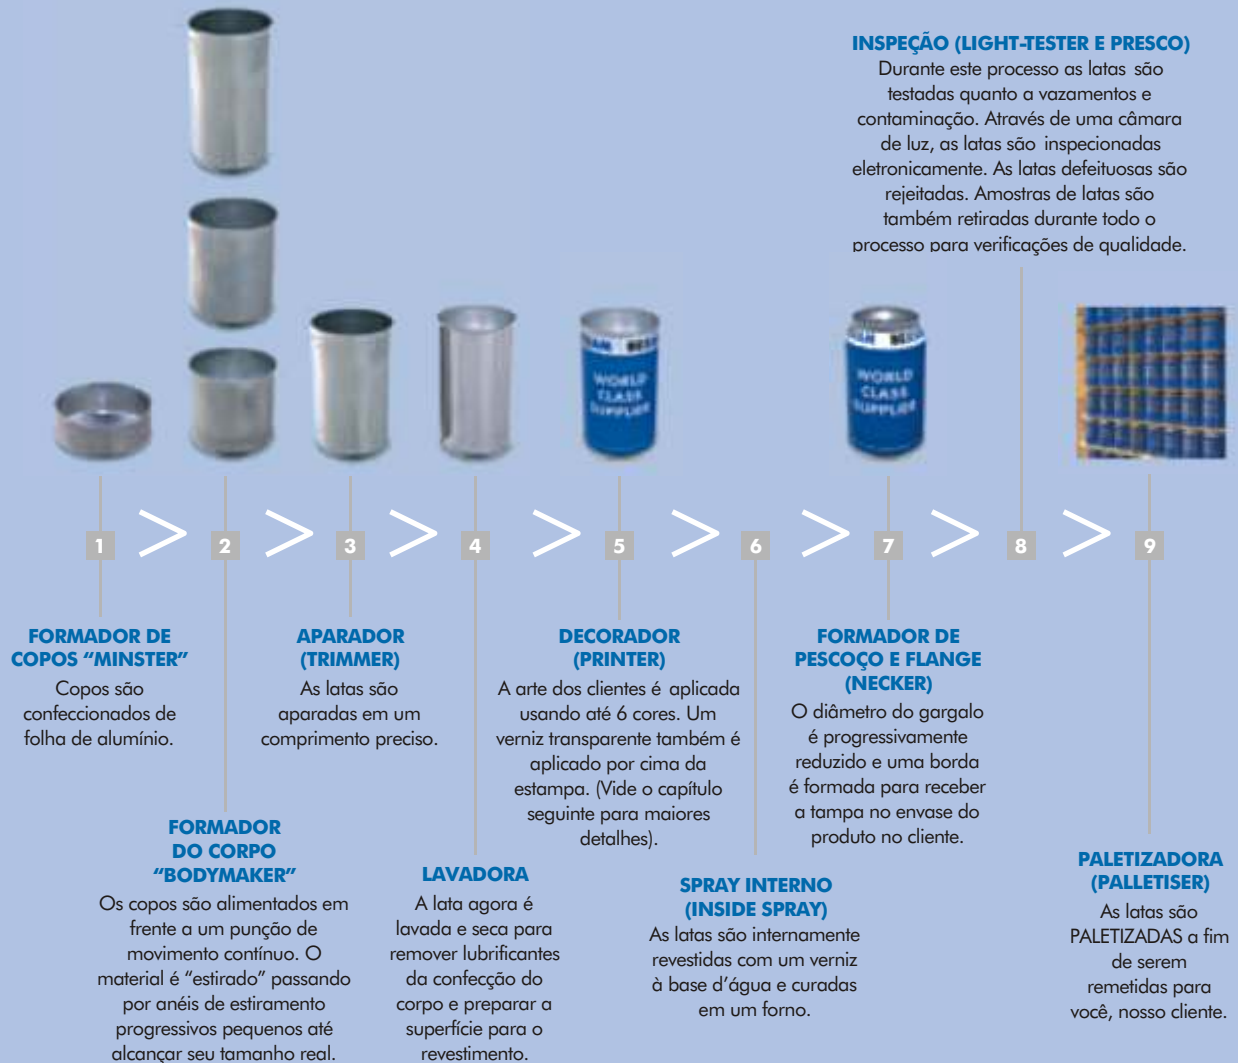 INSPEÇÃO (LIGHT-TESTER E PRESCO)
Durante este processo as latas são
testadas quanto a vazamentos e
contaminação. Através de uma câmara
de luz, as latas são inspecionadas
eletronicamente. As latas defeituosas são
rejeitadas. Amostras de latas são
também retiradas durante todo o
processo para verificações de qualidade.
WORLD
CLASS
SUPPLIER
WORLD
CLASS
SUPPLIER
1
2
3
4
5
6
7
8
9
FORMADOR DE
COPOS “MINSTER”
Copos são
confeccionados de
folha de alumínio.
FORMADOR
DO CORPO
“BODYMAKER”
Os copos são alimentados em
frente a um punção de
movimento contínuo. O
material é “estirado” passando
por anéis de estiramento
progressivos pequenos até
alcançar seu tamanho real.
APARADOR
(TRIMMER)
As latas são
aparadas em um
comprimento preciso.
LAVADORA
A lata agora é
lavada e seca para
remover lubrificantes
da confecção do
corpo e preparar a
superfície para o
revestimento.
DECORADOR
(PRINTER)
A arte dos clientes é aplicada
usando até 6 cores. Um
verniz transparente também é
aplicado por cima da
estampa. (Vide o capítulo
seguinte para maiores
detalhes).
SPRAY INTERNO
(INSIDE SPRAY)
As latas são internamente
revestidas com um verniz
à base d’água e curadas
em um forno.
FORMADOR DE
PESCOÇO E FLANGE
(NECKER)
O diâmetro do gargalo
é progressivamente
reduzido e uma borda
é formada para receber
a tampa no envase do
produto no cliente.
PALETIZADORA
(PALLETISER)
As latas são
PALETIZADAS a fim
de serem
remetidas para
você, nosso cliente.